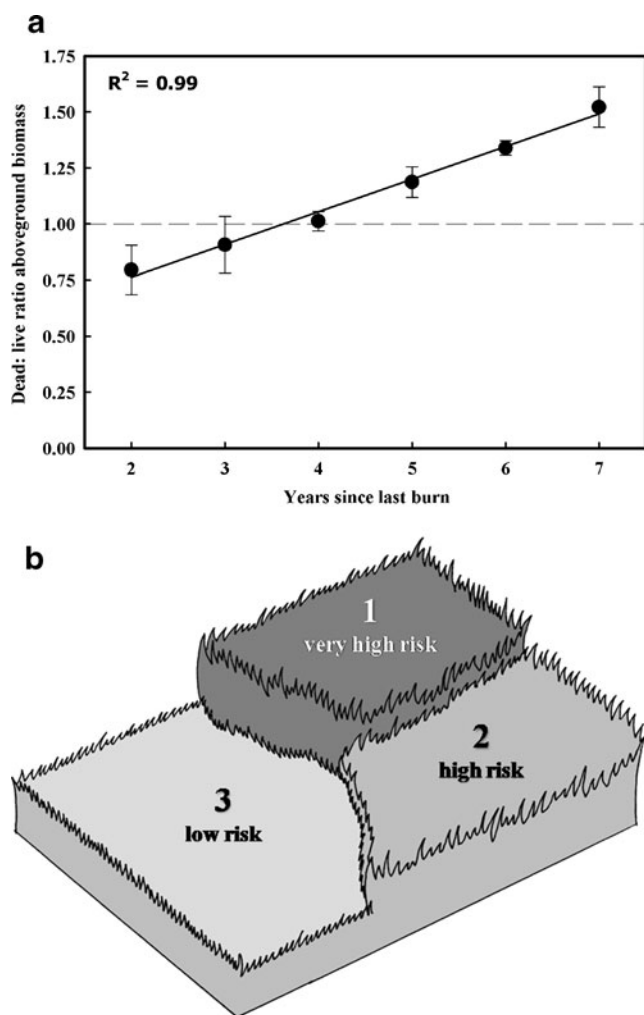 a
R² = 0.99
Dead: live ratio aboveground biomass
1.75
1.50
1.25
1.00
0.75
0.50
0.25
0.00
2 3 4 5 6 7
Years since last burn
b
1
very high risk
2
high risk
3
low risk